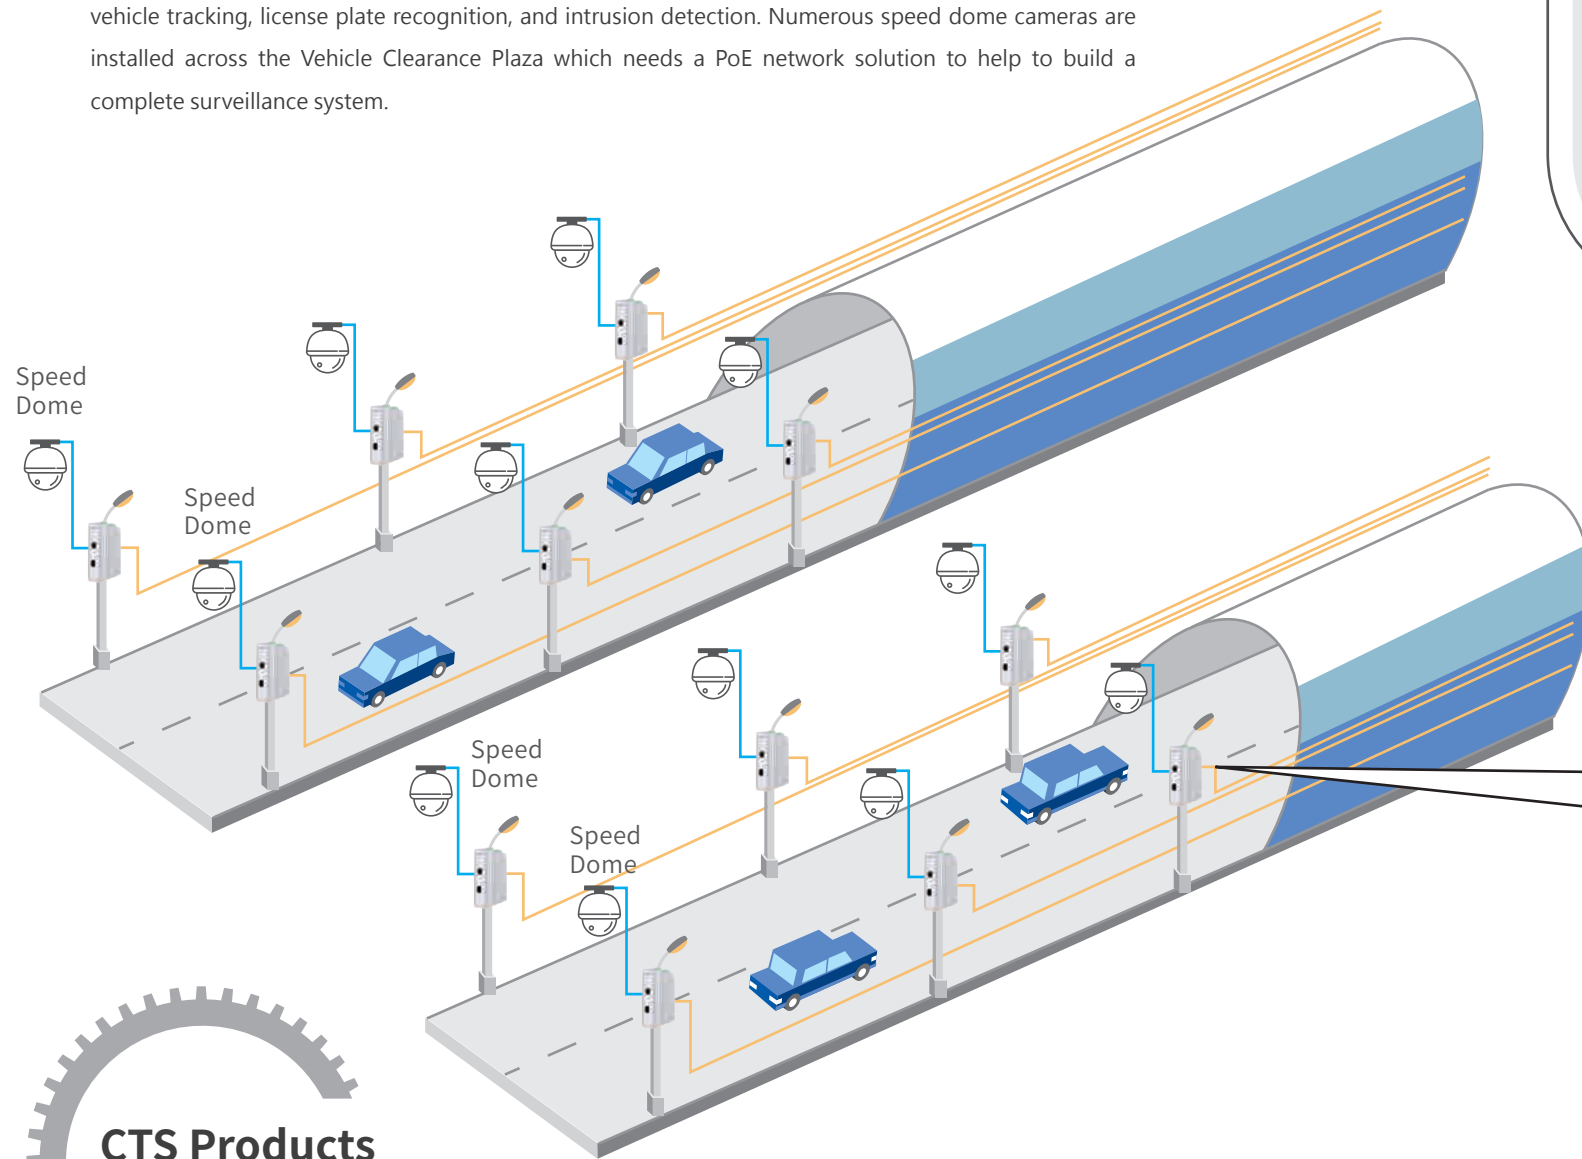 vehicle tracking, license plate recognition, and intrusion detection. Numerous speed dome cameras are
installed across the Vehicle Clearance Plaza which needs a PoE network solution to help to build a
complete surveillance system.
Speed
Dome
Speed
Dome
Speed
Dome
Speed
Dome
CTS Products